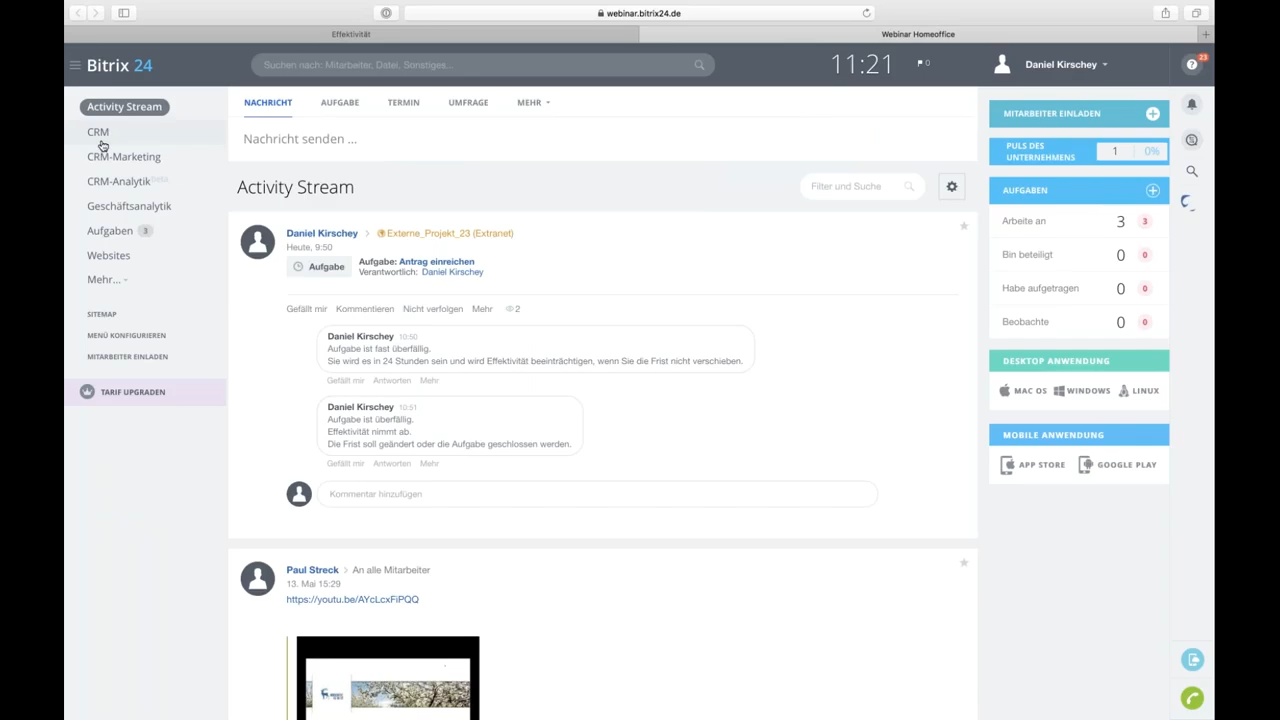 webinar.bitrix24.de
Effektivität
Webinar Homeoffice
Bitrix 24
Suchen nach: Mitarbeiter, Datei, Sonstiges...
11:21
0
Daniel Kirschey
23
Activity Stream
CRM
CRM-Marketing
CRM-Analytik beta
Geschäftsanalytik
Aufgaben 3
Websites
Mehr...
SITEMAP
MENÜ KONFIGURIEREN
MITARBEITER EINLADEN
TARIF UPGRADEN
NACHRICHT AUFGABE TERMIN UMFRAGE MEHR
Nachricht senden ...
Activity Stream
Filter und Suche
Daniel Kirschey > Externe_Projekt_23 (Extranet)
Heute, 9:50
Aufgabe
Aufgabe: Antrag einreichen
Verantwortlich: Daniel Kirschey
Gefällt mir Kommentieren Nicht verfolgen Mehr 2
Daniel Kirschey 10:50
Aufgabe ist fast überfällig.
Sie wird es in 24 Stunden sein und wird Effektivität beeinträchtigen, wenn Sie die Frist nicht verschieben.
Gefällt mir Antworten Mehr
Daniel Kirschey 10:51
Aufgabe ist überfällig.
Effektivität nimmt ab.
Die Frist soll geändert oder die Aufgabe geschlossen werden.
Gefällt mir Antworten Mehr
Kommentar hinzufügen
Paul Streck > An alle Mitarbeiter
13. Mai 15:29
https://youtu.be/AYcLcxFiPQQ
MITARBEITER EINLADEN
PULS DES
UNTERNEHMENS
1 0%
AUFGABEN
Arbeite an 3 3
Bin beteiligt 0 0
Habe aufgetragen 0 0
Beobachte 0 0
DESKTOP ANWENDUNG
MAC OS WINDOWS LINUX
MOBILE ANWENDUNG
APP STORE GOOGLE PLAY